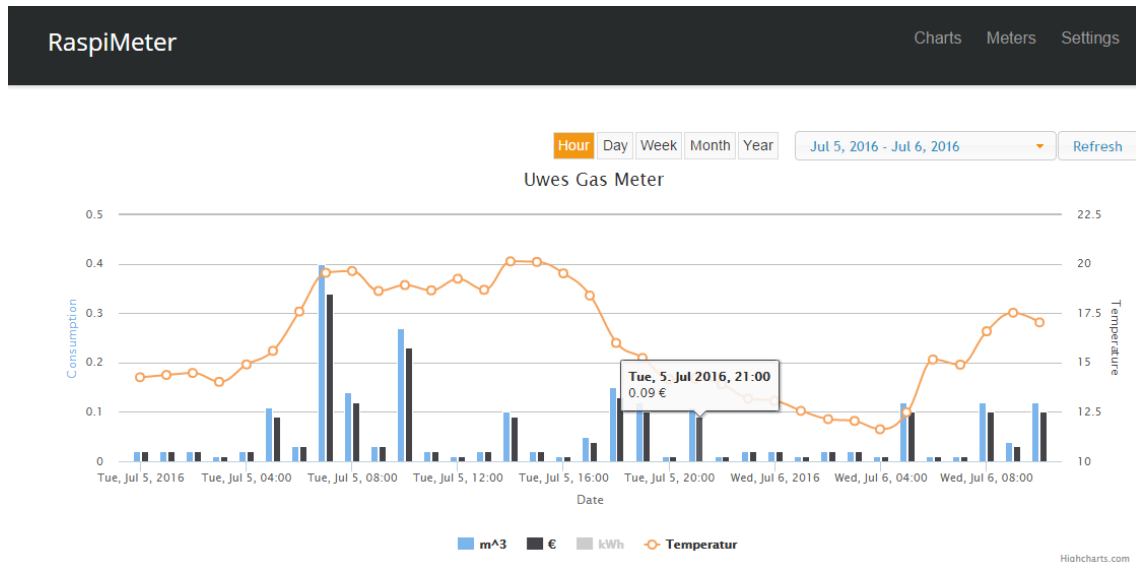 RaspiMeter Charts Meters Settings
Hour Day Week Month Year Jul 5, 2016 - Jul 6, 2016 Refresh
Uwes Gas Meter
0.5 22.5
0.4 20
0.3 17.5
0.2 15
0.1 12.5
0 10
Consumption
Temperature
Tue, 5. Jul 2016, 21:00
0.09 €
Tue, Jul 5, 2016 Tue, Jul 5, 04:00 Tue, Jul 5, 08:00 Tue, Jul 5, 12:00 Tue, Jul 5, 16:00 Tue, Jul 5, 20:00 Wed, Jul 6, 2016 Wed, Jul 6, 04:00 Wed, Jul 6, 08:00
Date
m^3 € kWh Temperatur
Highcharts.com